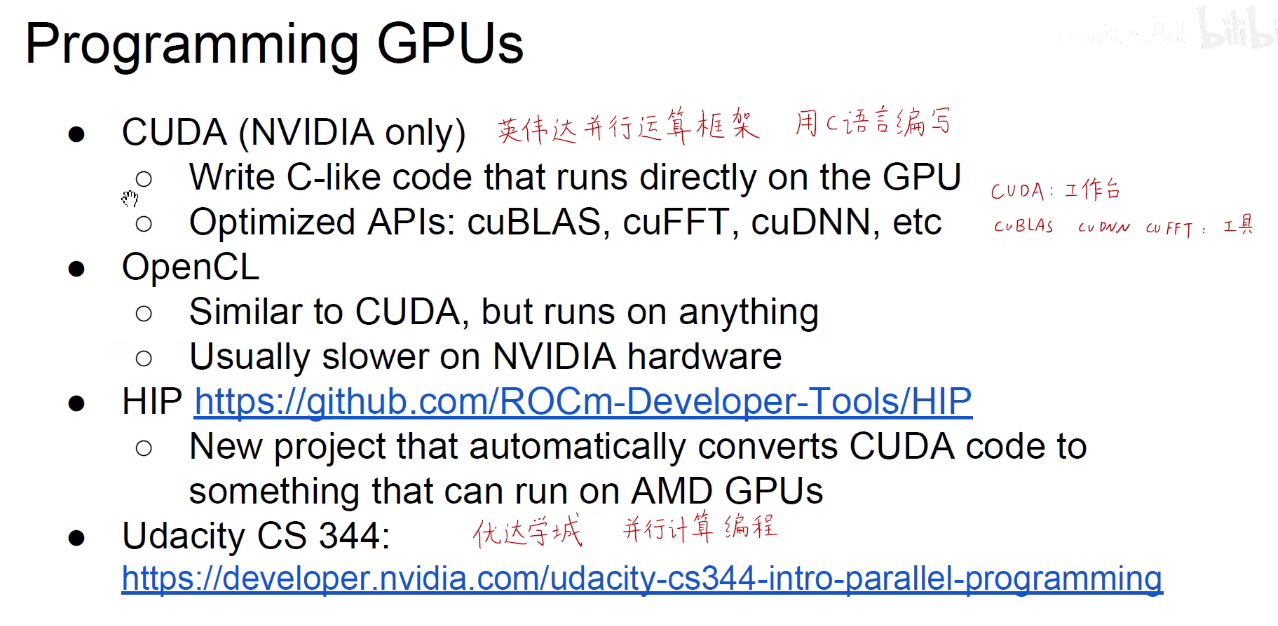 Programming GPUs
● CUDA (NVIDIA only) 英伟达并行运算框架 用C语言编写
○ Write C-like code that runs directly on the GPU CUDA: 工作台
○ Optimized APIs: cuBLAS, cuFFT, cuDNN, etc cuBLAS cuDNN cuFFT: 工具
● OpenCL
○ Similar to CUDA, but runs on anything
○ Usually slower on NVIDIA hardware
● HIP https://github.com/ROCm-Developer-Tools/HIP
○ New project that automatically converts CUDA code to
something that can run on AMD GPUs
● Udacity CS 344: 优达学城 并行计算编程
https://developer.nvidia.com/udacity-cs344-intro-parallel-programming